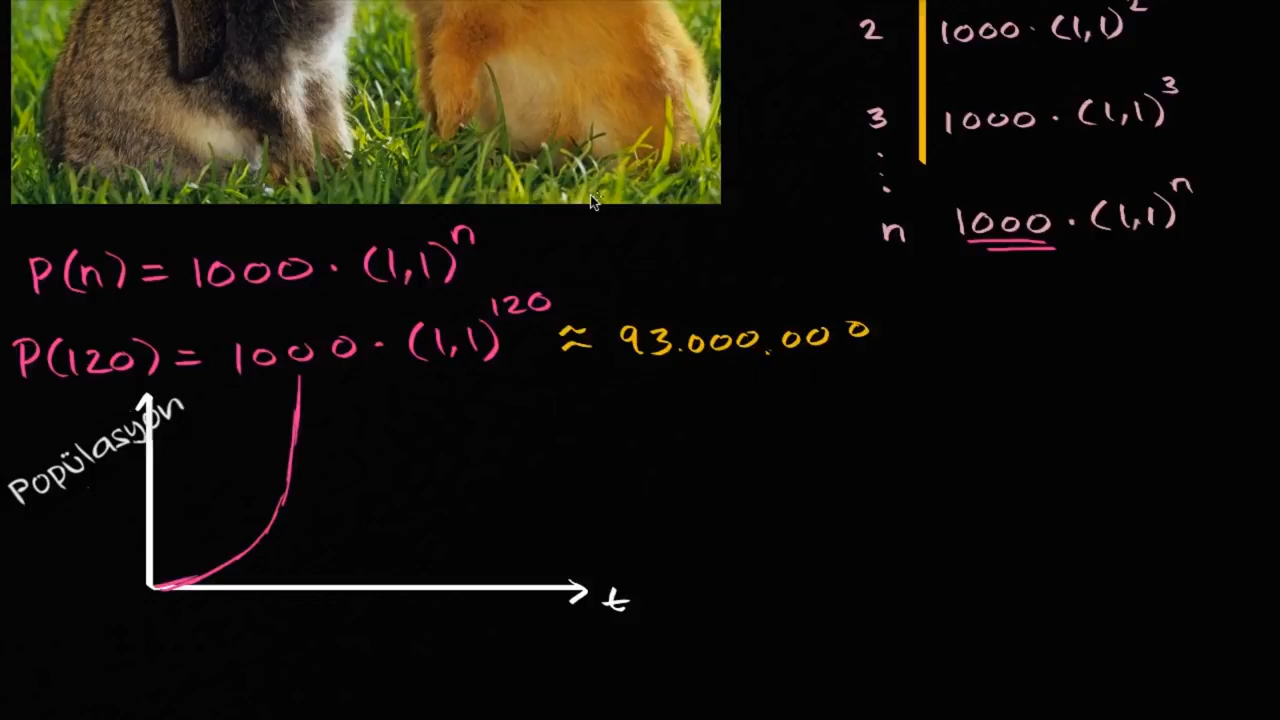 2 1000 · (1,1)²
3 1000 · (1,1)³
⋮
n 1000 · (1,1)ⁿ
P(n) = 1000 · (1,1)ⁿ
P(120) = 1000 · (1,1)¹²⁰ ≈ 93.000.000
Popülasyon
t